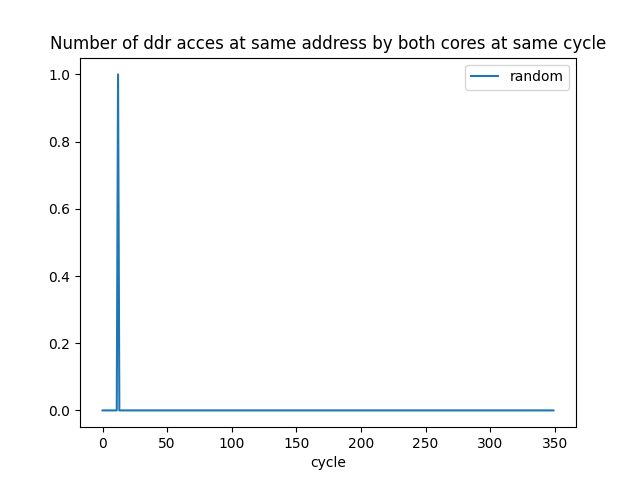 Number of ddr acces at same address by both cores at same cycle
random
1.0
0.8
0.6
0.4
0.2
0.0
0 50 100 150 200 250 300 350
cycle